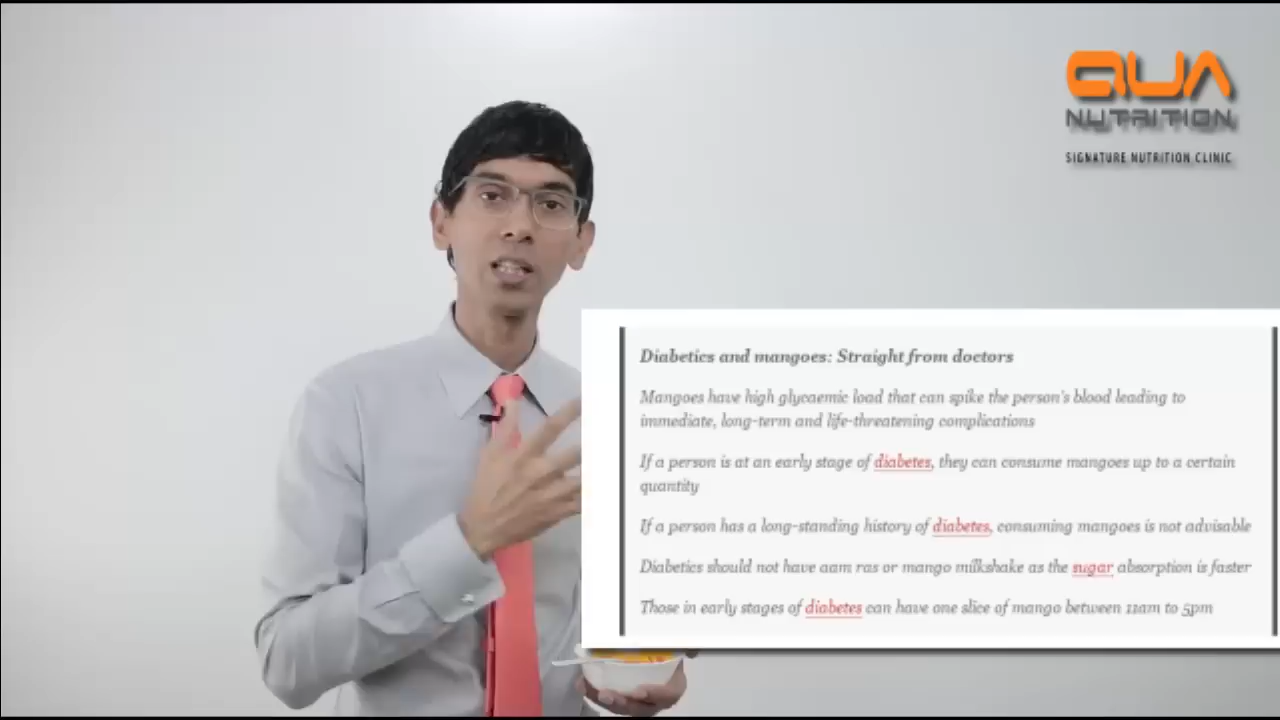 QUA
NUTRITION
SIGNATURE NUTRITION CLINIC
Diabetics and mangoes: Straight from doctors
Mangoes have high glycaemic load that can spike the person's blood leading to
immediate, long-term and life-threatening complications
If a person is at an early stage of diabetes, they can consume mangoes up to a certain
quantity
If a person has a long-standing history of diabetes, consuming mangoes is not advisable
Diabetics should not have aam ras or mango milkshake as the sugar absorption is faster
Those in early stages of diabetes can have one slice of mango between 11am to 5pm